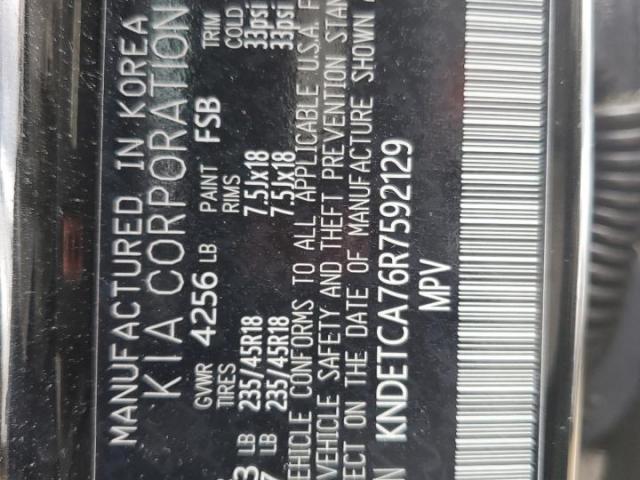 MANUFACTURED IN KOREA
KIA CORPORATION
GVWR PAINT TRIM
4256 LB FSB
TIRES RIMS COLD
LB 235/45R18 7.5Jx18 33psi
LB 235/45R18 7.5Jx18 33psi
VEHICLE CONFORMS TO ALL APPLICABLE U.S.A.
VEHICLE SAFETY AND THEFT PREVENTION
ON THE DATE OF MANUFACTURE SHOWN
KNDETCA76R7592129
MPV